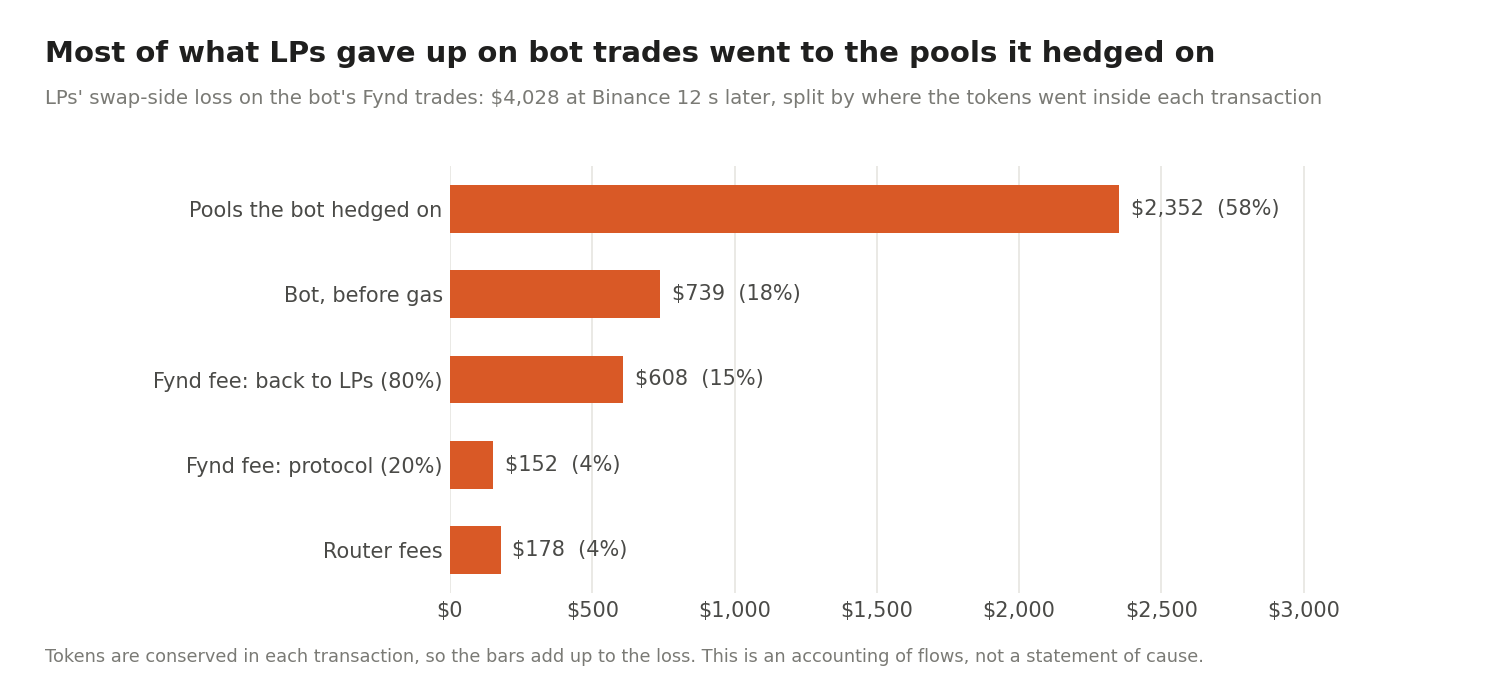 Most of what LPs gave up on bot trades went to the pools it hedged on
LPs' swap-side loss on the bot's Fynd trades: $4,028 at Binance 12 s later, split by where the tokens went inside each transaction
Pools the bot hedged on $2,352 (58%)
Bot, before gas $739 (18%)
Fynd fee: back to LPs (80%) $608 (15%)
Fynd fee: protocol (20%) $152 (4%)
Router fees $178 (4%)
$0 $500 $1,000 $1,500 $2,000 $2,500 $3,000
Tokens are conserved in each transaction, so the bars add up to the loss. This is an accounting of flows, not a statement of cause.